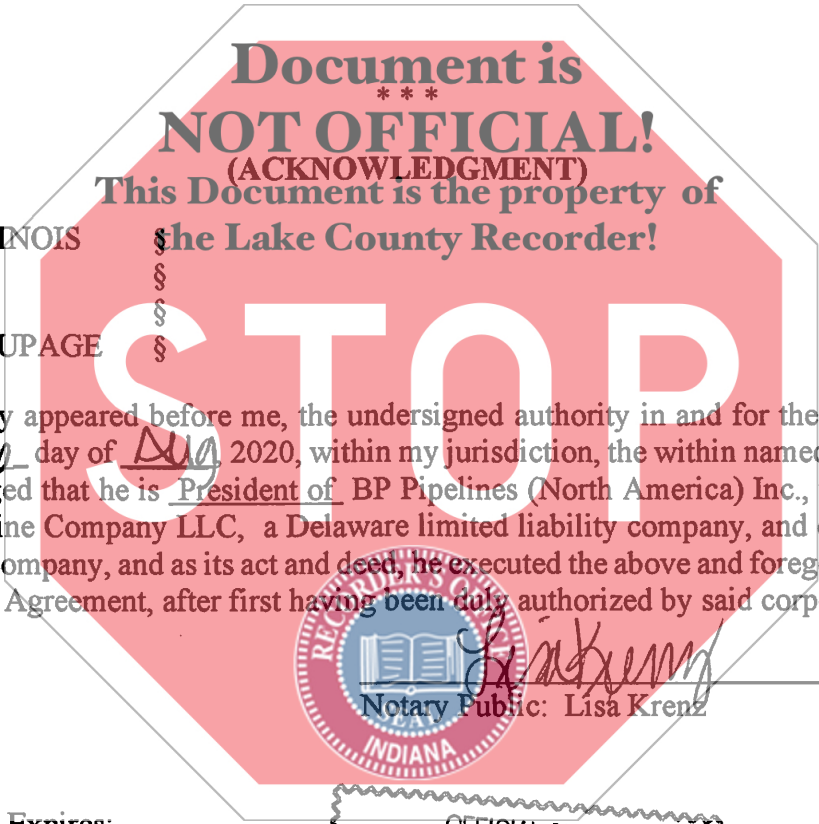 Document is
* * *
NOT OFFICIAL!
(ACKNOWLEDGMENT)
This Document is the property of
INOIS §
the Lake County Recorder!
§
§
UPAGE §
STOP
y appeared before me, the undersigned authority in and for the
day of Aug 2020, within my jurisdiction, the within named
ed that he is President of BP Pipelines (North America) Inc.,
ine Company LLC, a Delaware limited liability company, and
ompany, and as its act and deed, he executed the above and foreg
Agreement, after first having been duly authorized by said corp
RECORDER'S OFFICE
SEAL
INDIANA
Lisa Krenz
Notary Public: Lisa Krenz
Expires: